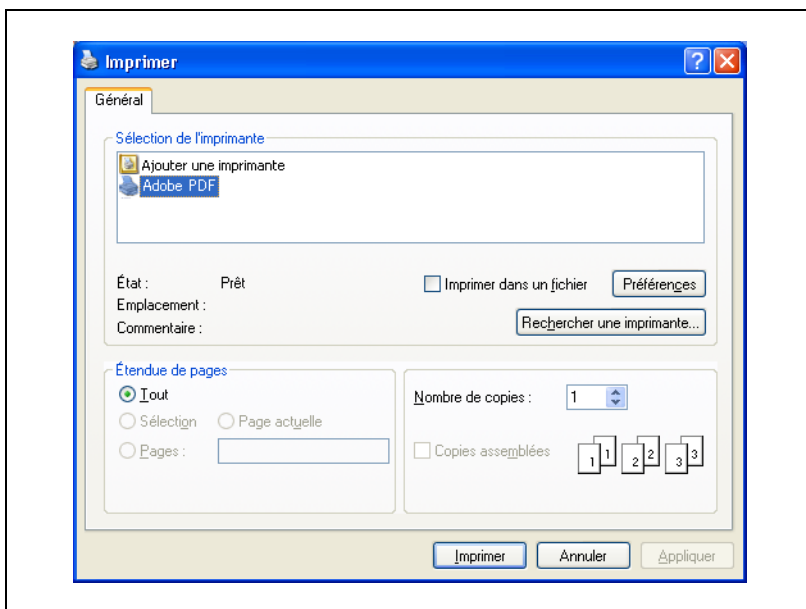 Imprimer
Général
Sélection de l'imprimante
Ajouter une imprimante
Adobe PDF
État : Prêt
Imprimer dans un fichier
Préférences
Emplacement :
Commentaire :
Rechercher une imprimante...
Étendue de pages
Tout
Sélection
Page actuelle
Pages :
Nombre de copies : 1
Copies assemblées
1 1 2 2 3 3
Imprimer
Annuler
Appliquer